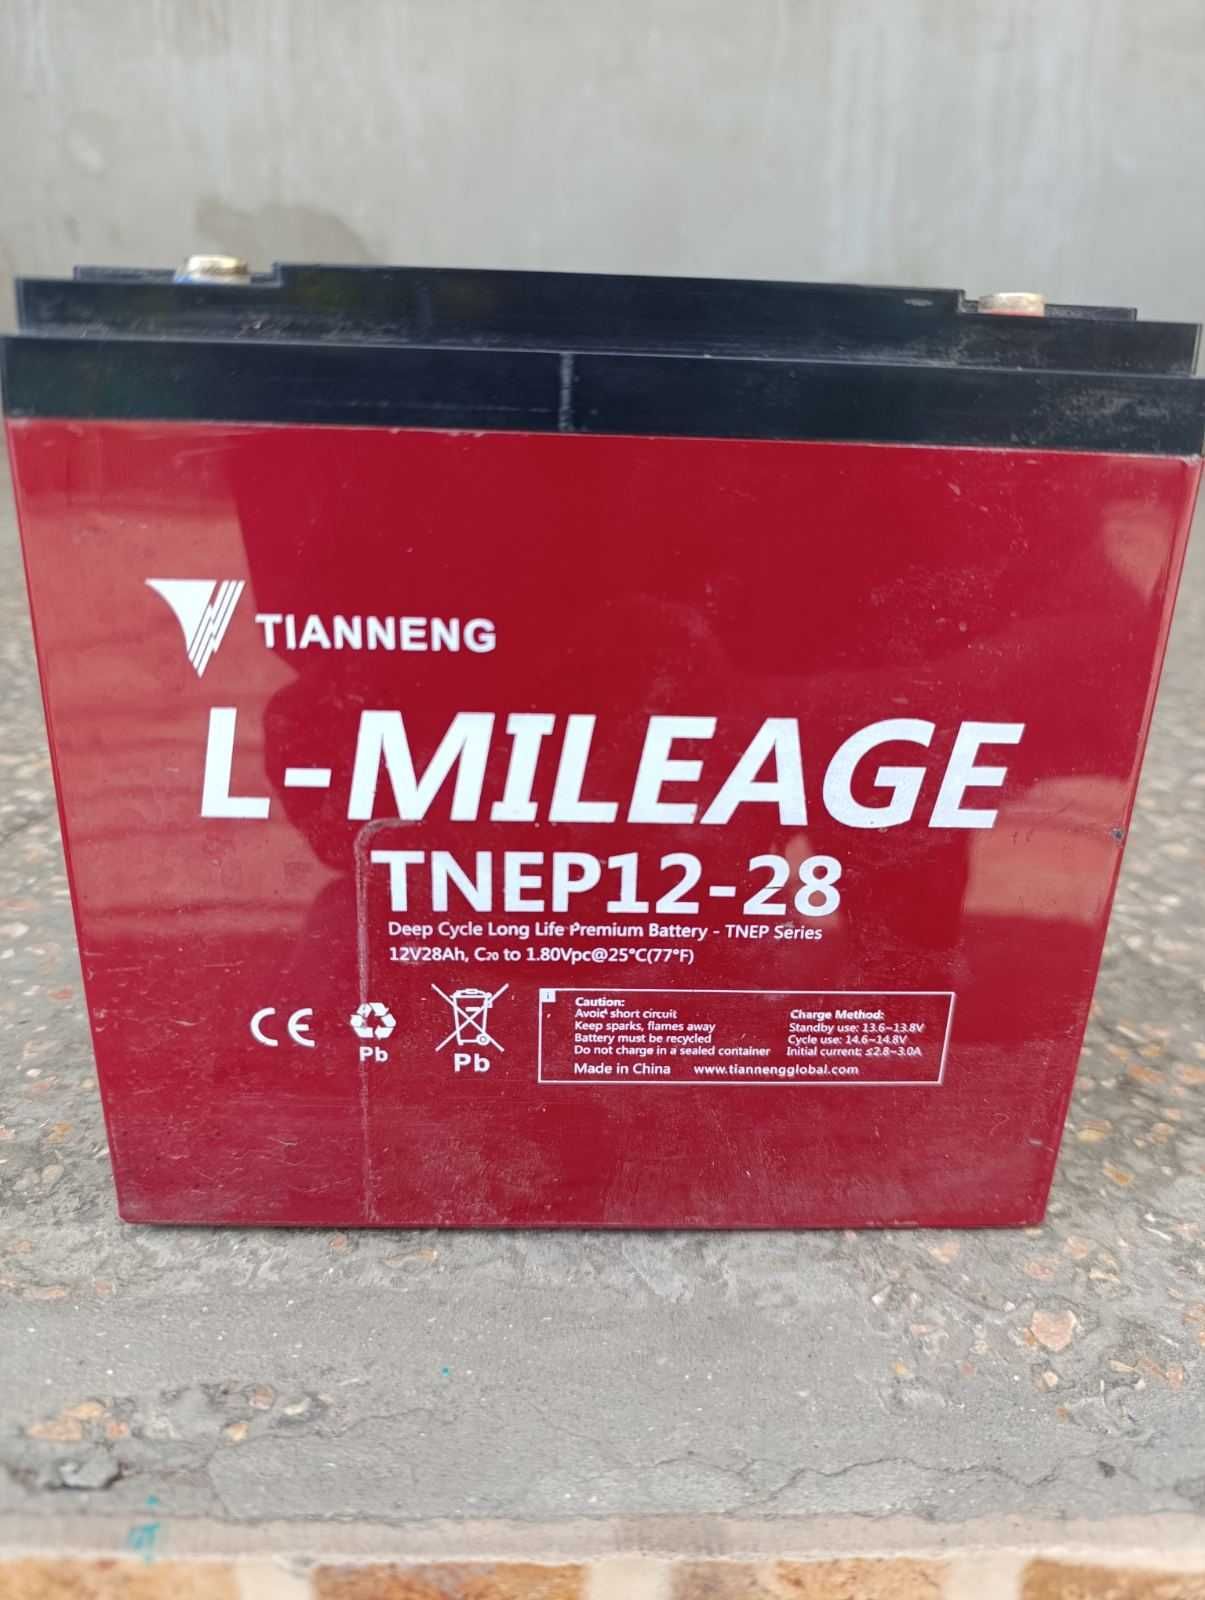 TIANNENG
L-MILEAGE
TNEP12-28
Deep Cycle Long Life Premium Battery - TNEP Series
12V28Ah, C₂₀ to 1.80Vpc@25°C(77°F)
CE
Pb
Pb
i
Caution:
Avoid short circuit
Keep sparks, flames away
Battery must be recycled
Do not charge in a sealed container
Charge Method:
Standby use: 13.6~13.8V
Cycle use: 14.6~14.8V
Initial current: ≤2.8~3.0A
Made in China www.tiannengglobal.com